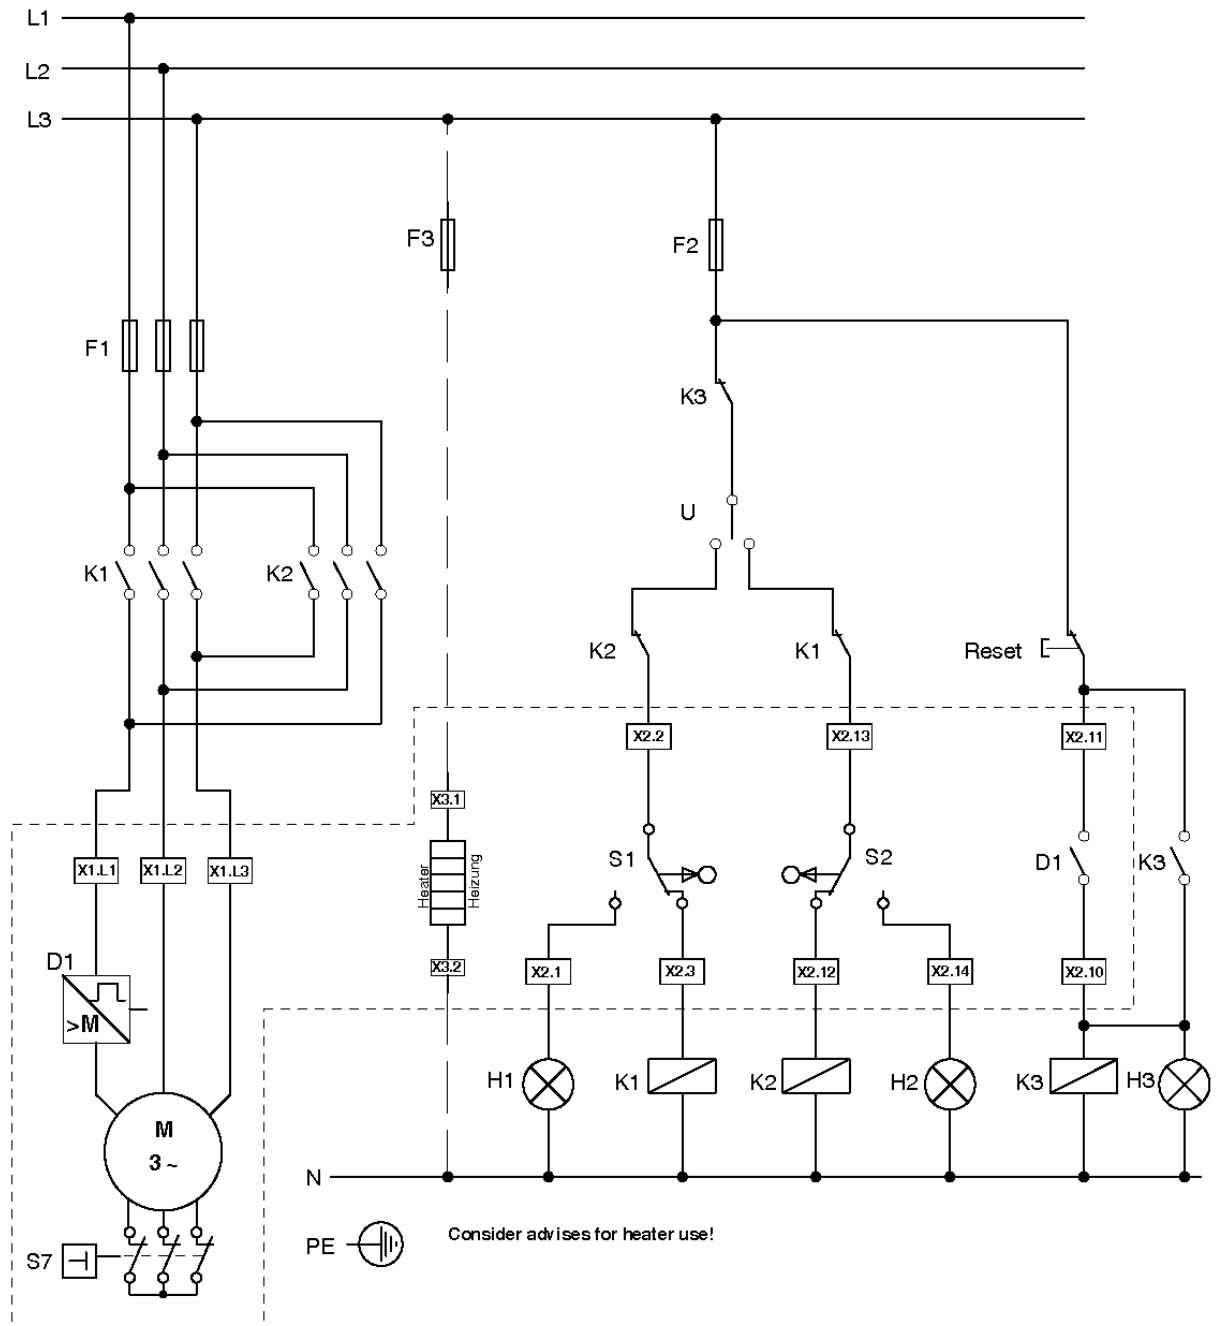 L1
L2
L3
F3
F2
F1
K3
U
K1
K2
K2
K1
Reset
X2.2
X2.13
X2.11
X3.1
X1.L1
X1.L2
X1.L3
Heater
Heizung
S1
S2
D1
K3
D1
>M
X3.2
X2.1
X2.3
X2.12
X2.14
X2.10
H1
K1
K2
H2
K3
H3
M
3 ~
N
PE
Consider advises for heater use!
S7